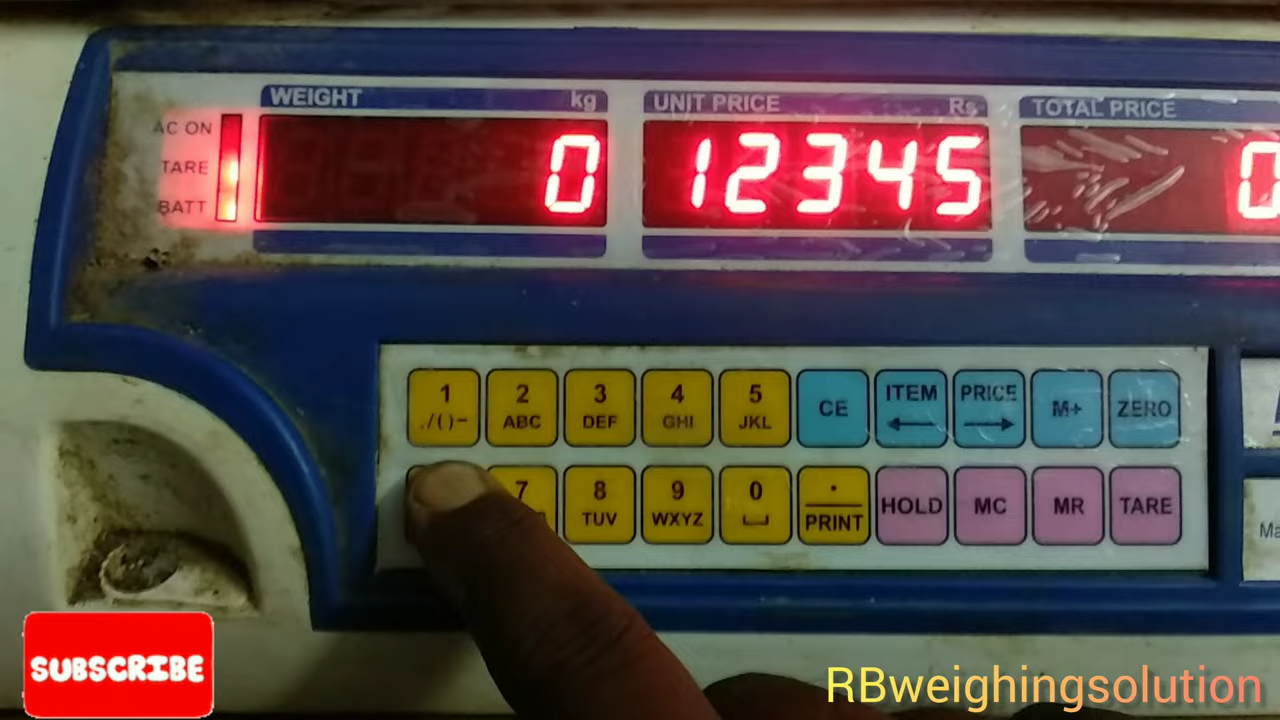 WEIGHT kg
UNIT PRICE Rs
TOTAL PRICE
AC ON
TARE
BATT
0
12345
0
1 2 3 4 5 CE ITEM PRICE M+ ZERO
./()- ABC DEF GHI JKL
7 8 9 0 . HOLD MC MR TARE
TUV WXYZ PRINT
Ma
SUBSCRIBE
RBweighingsolution